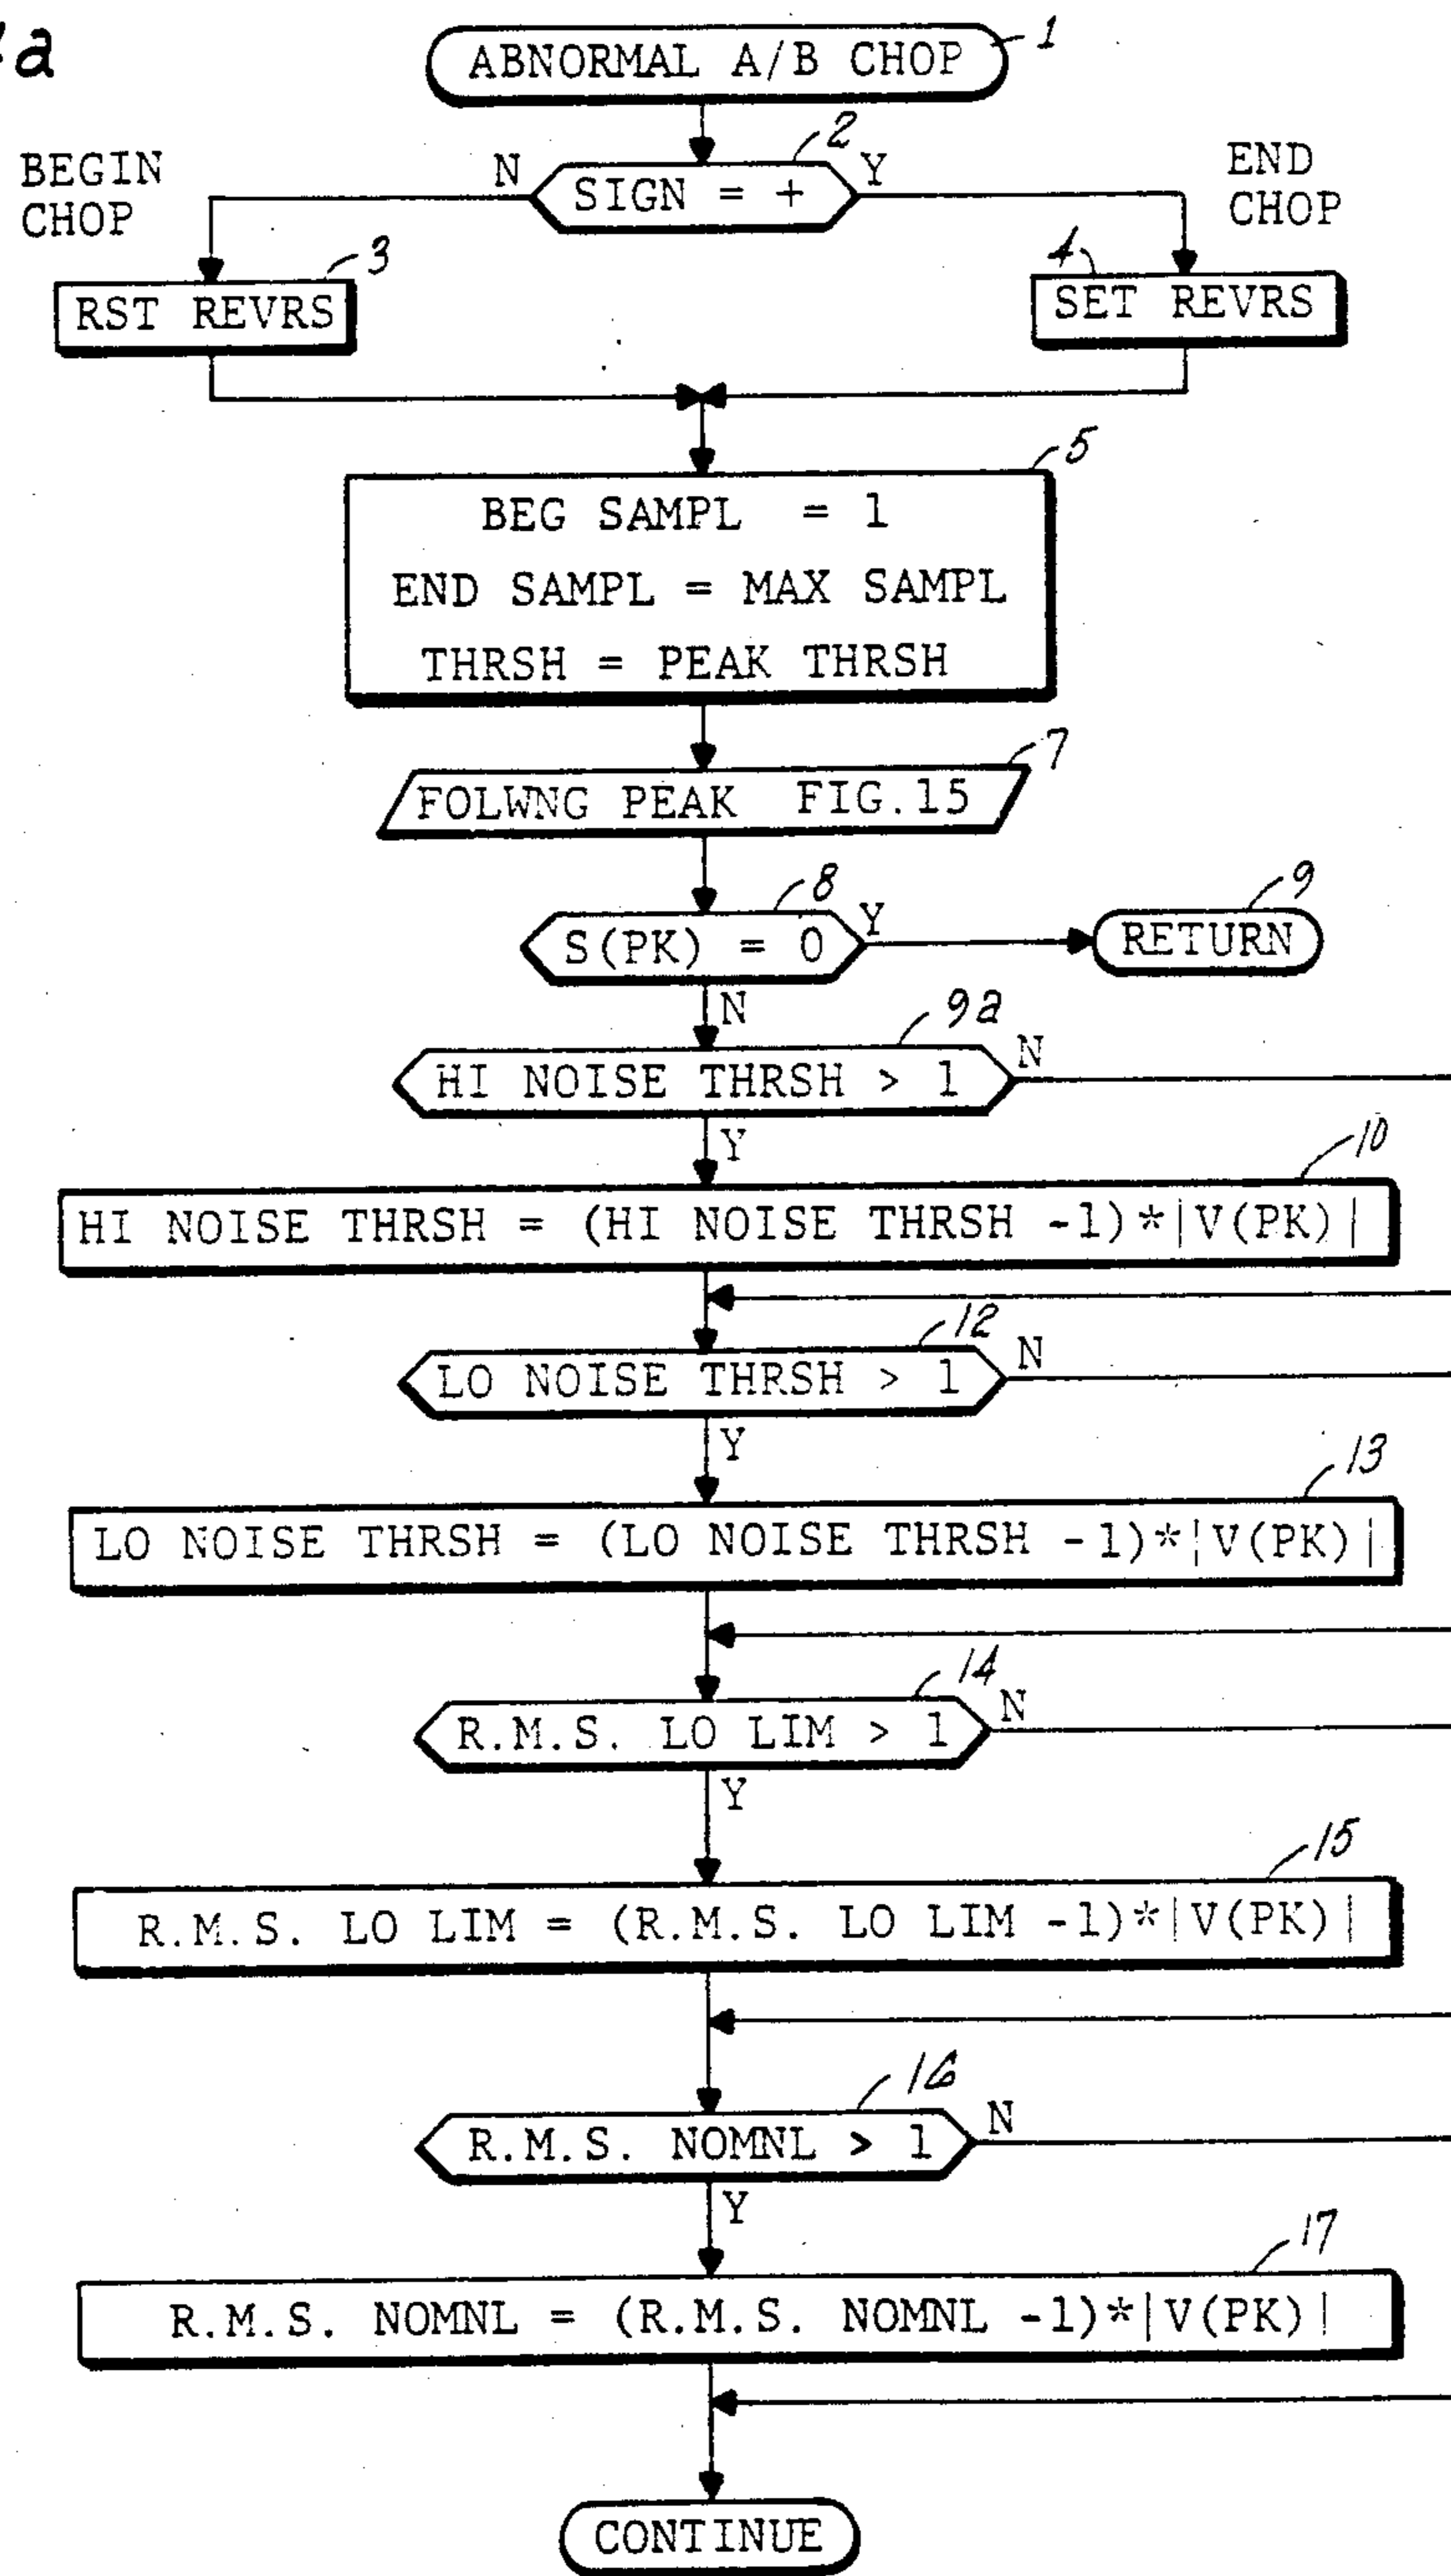 a
ABNORMAL A/B CHOP
1
BEGIN
CHOP
N
2
SIGN = +
Y
END
CHOP
3
RST REVRS
4
SET REVRS
5
BEG SAMPL = 1
END SAMPL = MAX SAMPL
THRSH = PEAK THRSH
7
FOLWNG PEAK FIG.15
8
S(PK) = 0
Y
9
RETURN
N
9a
HI NOISE THRSH > 1
N
Y
10
HI NOISE THRSH = (HI NOISE THRSH -1)*|V(PK)|
12
LO NOISE THRSH > 1
N
Y
13
LO NOISE THRSH = (LO NOISE THRSH -1)*|V(PK)|
14
R.M.S. LO LIM > 1
N
Y
15
R.M.S. LO LIM = (R.M.S. LO LIM -1)*|V(PK)|
16
R.M.S. NOMNL > 1
N
Y
17
R.M.S. NOMNL = (R.M.S. NOMNL -1)*|V(PK)|
CONTINUE